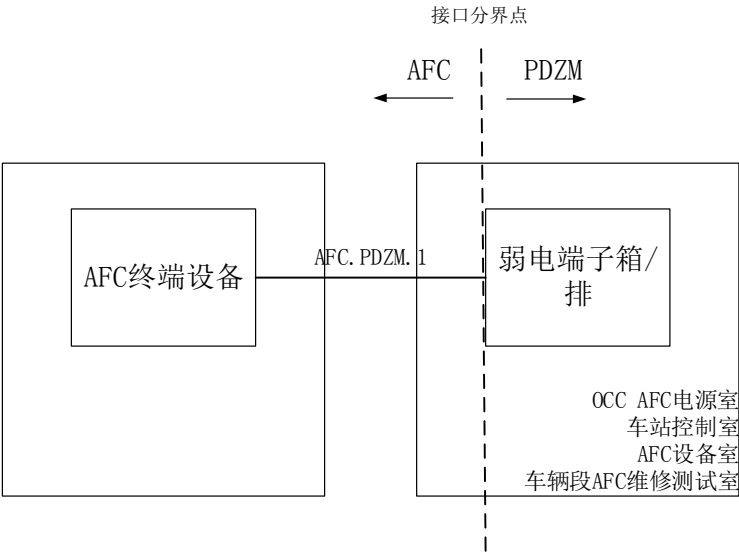 接口分界点
AFC
PDZM
AFC终端设备
AFC.PDZM.1
弱电端子箱/
排
OCC AFC电源室
车站控制室
AFC设备室
车辆段AFC维修测试室